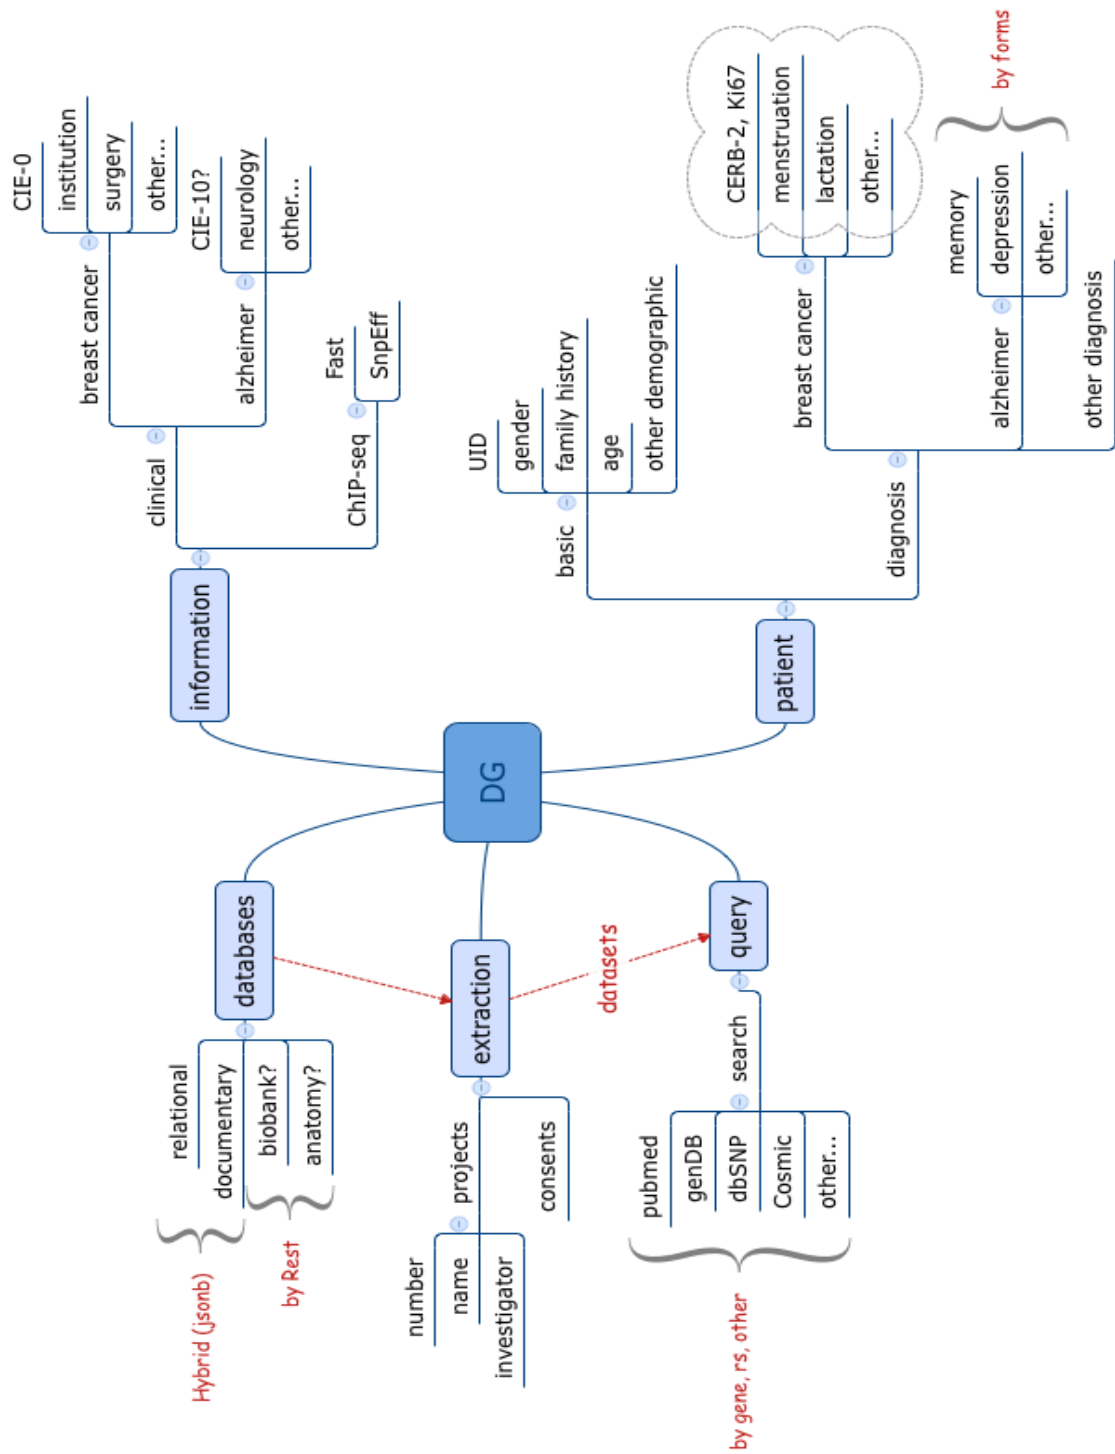 DG
information
clinical
breast cancer
CIE-0
institution
surgery
other...
alzheimer
CIE-10?
neurology
other...
ChIP-seq
Fast
SnpEff
patient
basic
UID
gender
family history
age
other demographic
diagnosis
breast cancer
CERB-2, Ki67
menstruation
lactation
other...
alzheimer
memory
depression
other...
by forms
other diagnosis
databases
relational
documentary
Hybrid (jsonb)
biobank?
anatomy?
by Rest
extraction
projects
number
name
investigator
consents
datasets
query
search
pubmed
genDB
dbSNP
Cosmic
other...
by gene, rs, other